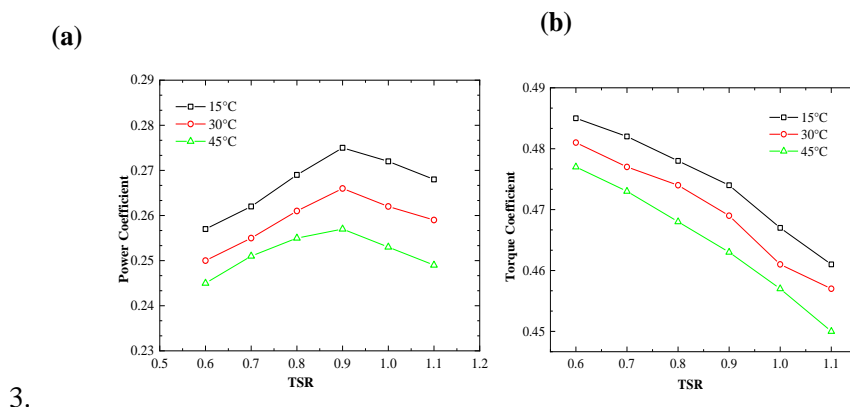 (a)
(b)
0.29
0.28
0.27
0.26
0.25
0.24
0.23
Power Coefficient
15°C
30°C
45°C
0.5 0.6 0.7 0.8 0.9 1.0 1.1 1.2
TSR
0.49
0.48
0.47
0.46
0.45
Torque Coefficient
15°C
30°C
45°C
0.6 0.7 0.8 0.9 1.0 1.1
TSR
3.